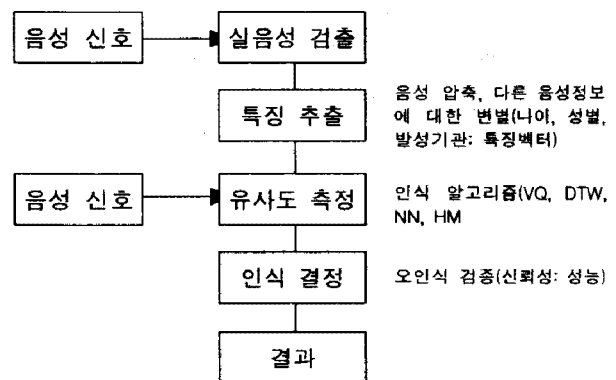 음성 신호
실음성 검출
특징 추출
음성 압축, 다른 음성정보
에 대한 변별(나이, 성별,
발성기관: 특징벡터)
음성 신호
유사도 측정
인식 알고리즘(VQ, DTW,
NN, HM
인식 결정
오인식 검증(신뢰성: 성능)
결과